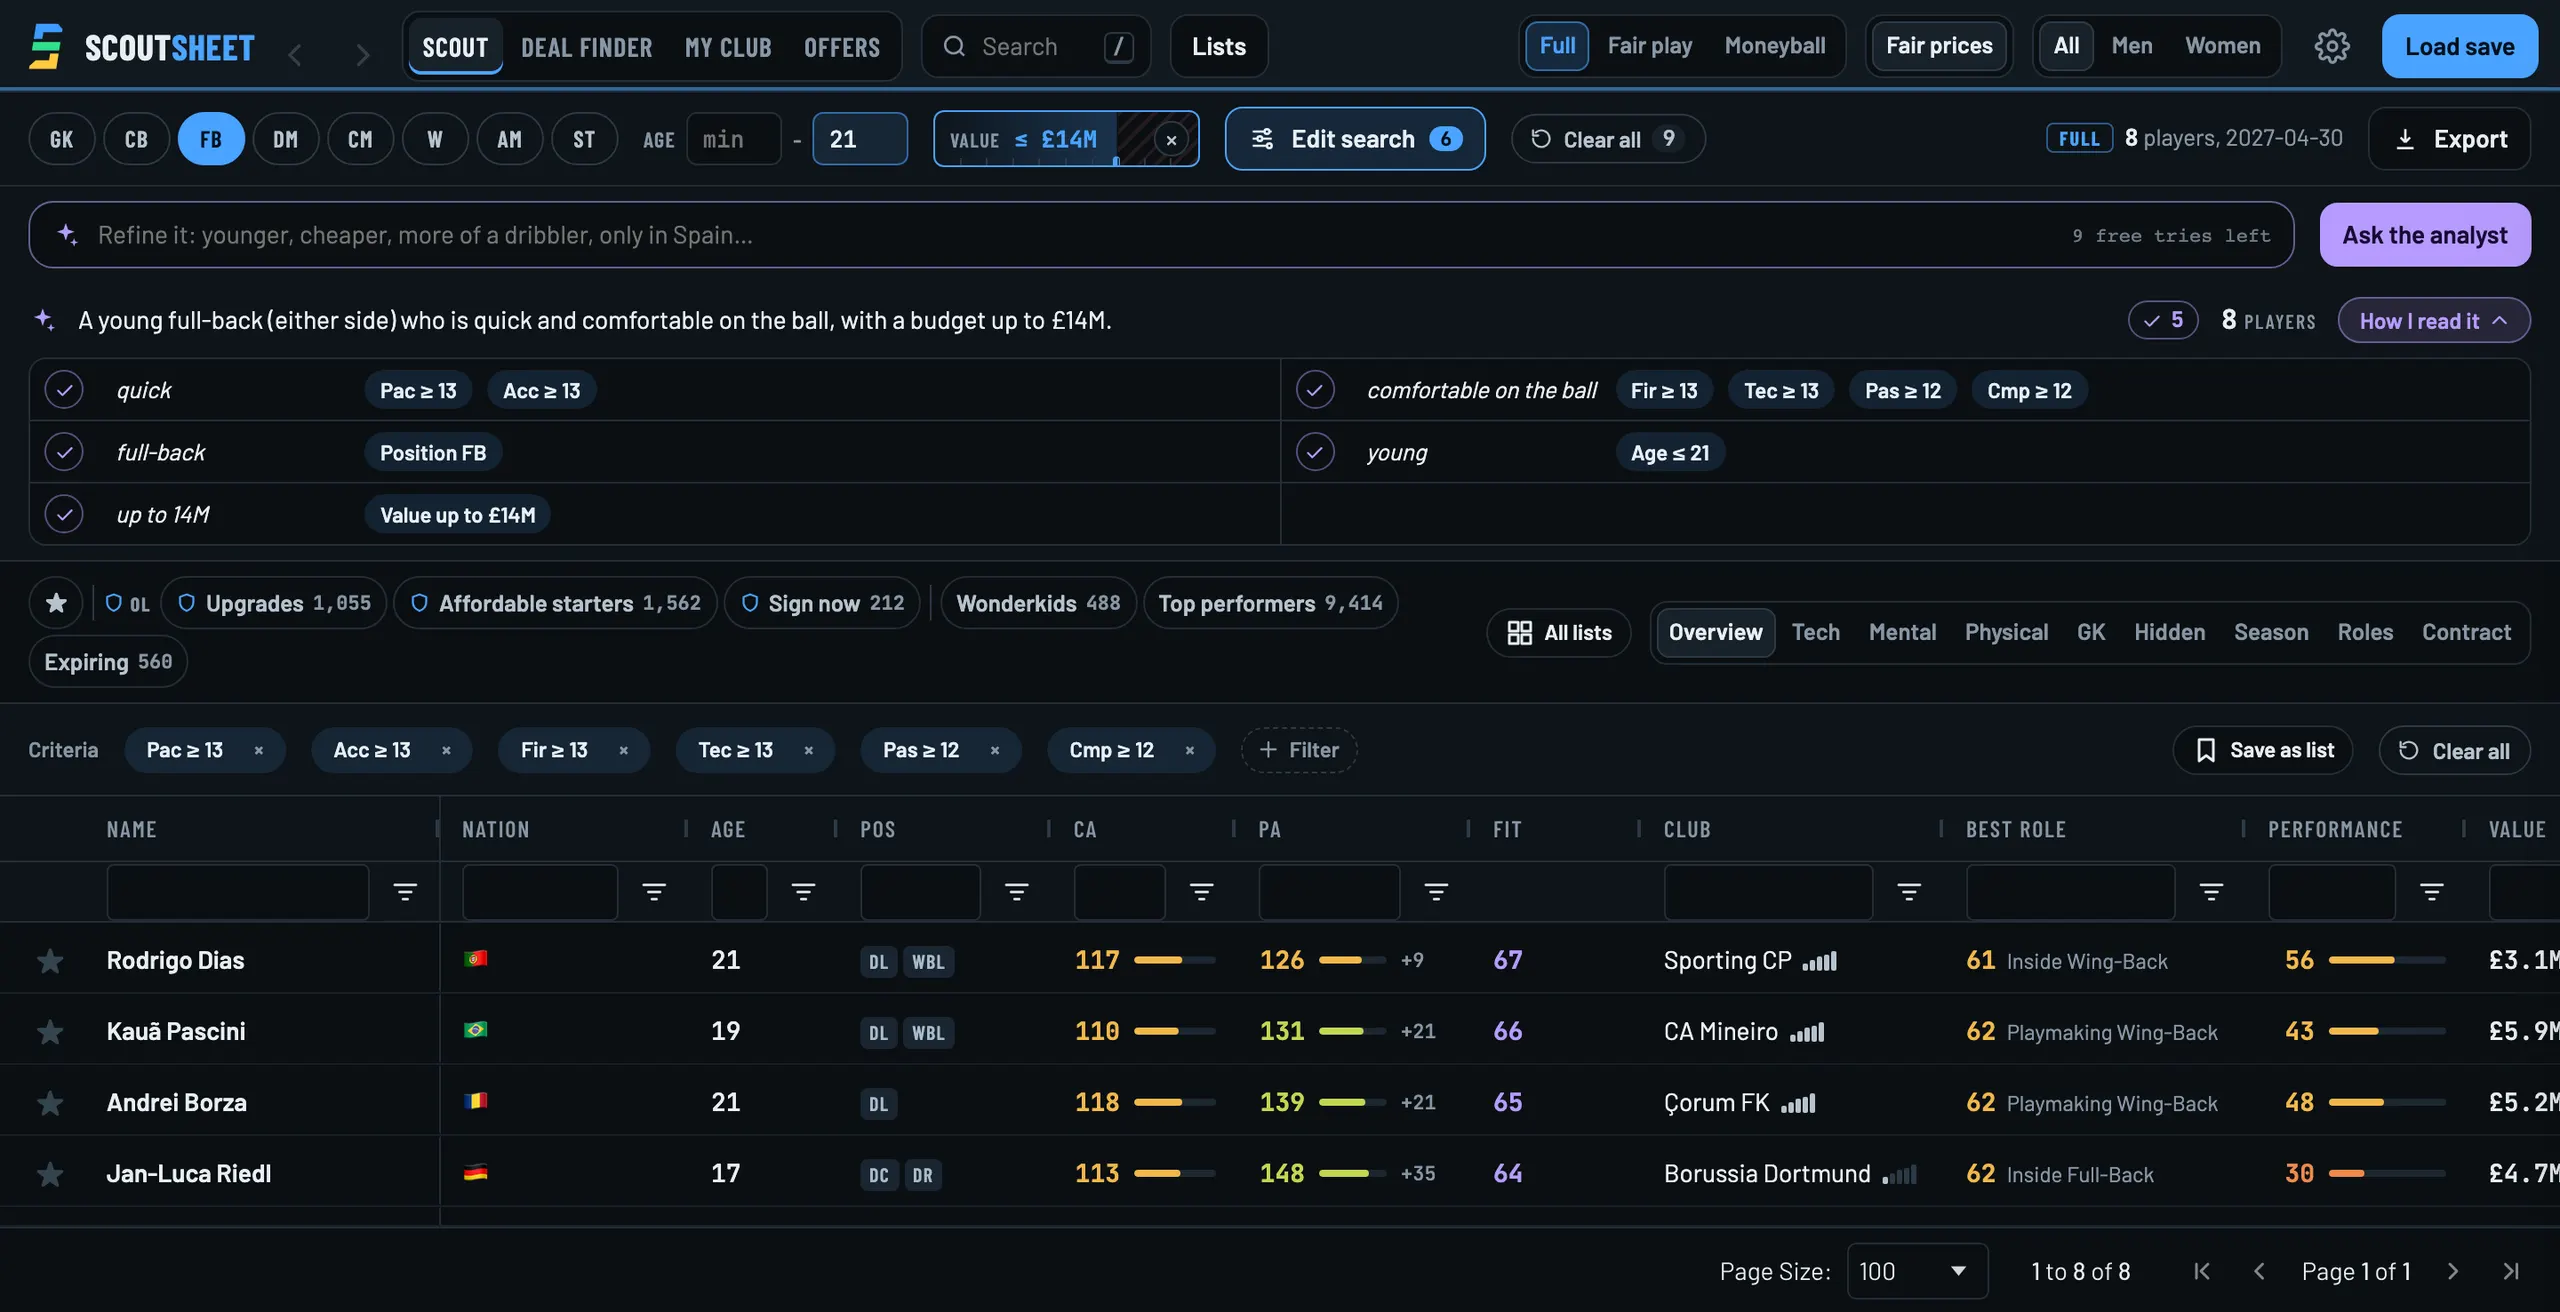 SCOUTSHEET SCOUT DEAL FINDER MY CLUB OFFERS Search / Lists Full Fair play Moneyball Fair prices All Men Women Load save
GK CB FB DM CM W AM ST AGE min - 21 VALUE ≤ £14M × Edit search 6 Clear all 9 FULL 8 players, 2027-04-30 Export
Refine it: younger, cheaper, more of a dribbler, only in Spain... 9 free tries left Ask the analyst
A young full-back (either side) who is quick and comfortable on the ball, with a budget up to £14M. 5 8 PLAYERS How I read it
quick Pac ≥ 13 Acc ≥ 13 comfortable on the ball Fir ≥ 13 Tec ≥ 13 Pas ≥ 12 Cmp ≥ 12
full-back Position FB young Age ≤ 21
up to 14M Value up to £14M
OL Upgrades 1,055 Affordable starters 1,562 Sign now 212 Wonderkids 488 Top performers 9,414
Expiring 560
All lists Overview Tech Mental Physical GK Hidden Season Roles Contract
Criteria Pac ≥ 13 × Acc ≥ 13 × Fir ≥ 13 × Tec ≥ 13 × Pas ≥ 12 × Cmp ≥ 12 × + Filter Save as list Clear all
NAME NATION AGE POS CA PA FIT CLUB BEST ROLE PERFORMANCE VALUE
Rodrigo Dias 21 DL WBL 117 126 +9 67 Sporting CP 61 Inside Wing-Back 56 £3.1M
Kauã Pascini 19 DL WBL 110 131 +21 66 CA Mineiro 62 Playmaking Wing-Back 43 £5.9M
Andrei Borza 21 DL 118 139 +21 65 Çorum FK 62 Playmaking Wing-Back 48 £5.2M
Jan-Luca Riedl 17 DC DR 113 148 +35 64 Borussia Dortmund 62 Inside Full-Back 30 £4.7M
Page Size: 100 1 to 8 of 8 Page 1 of 1